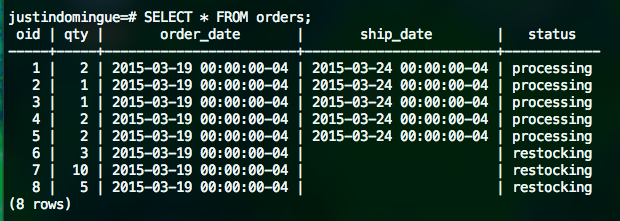 justindomingue=# SELECT * FROM orders;
 oid | qty |       order_date       |       ship_date        |   status
-----+-----+------------------------+------------------------+------------
   1 |   2 | 2015-03-19 00:00:00-04 | 2015-03-24 00:00:00-04 | processing
   2 |   1 | 2015-03-19 00:00:00-04 | 2015-03-24 00:00:00-04 | processing
   3 |   1 | 2015-03-19 00:00:00-04 | 2015-03-24 00:00:00-04 | processing
   4 |   2 | 2015-03-19 00:00:00-04 | 2015-03-24 00:00:00-04 | processing
   5 |   2 | 2015-03-19 00:00:00-04 | 2015-03-24 00:00:00-04 | processing
   6 |   3 | 2015-03-19 00:00:00-04 |                        | restocking
   7 |  10 | 2015-03-19 00:00:00-04 |                        | restocking
   8 |   5 | 2015-03-19 00:00:00-04 |                        | restocking
(8 rows)